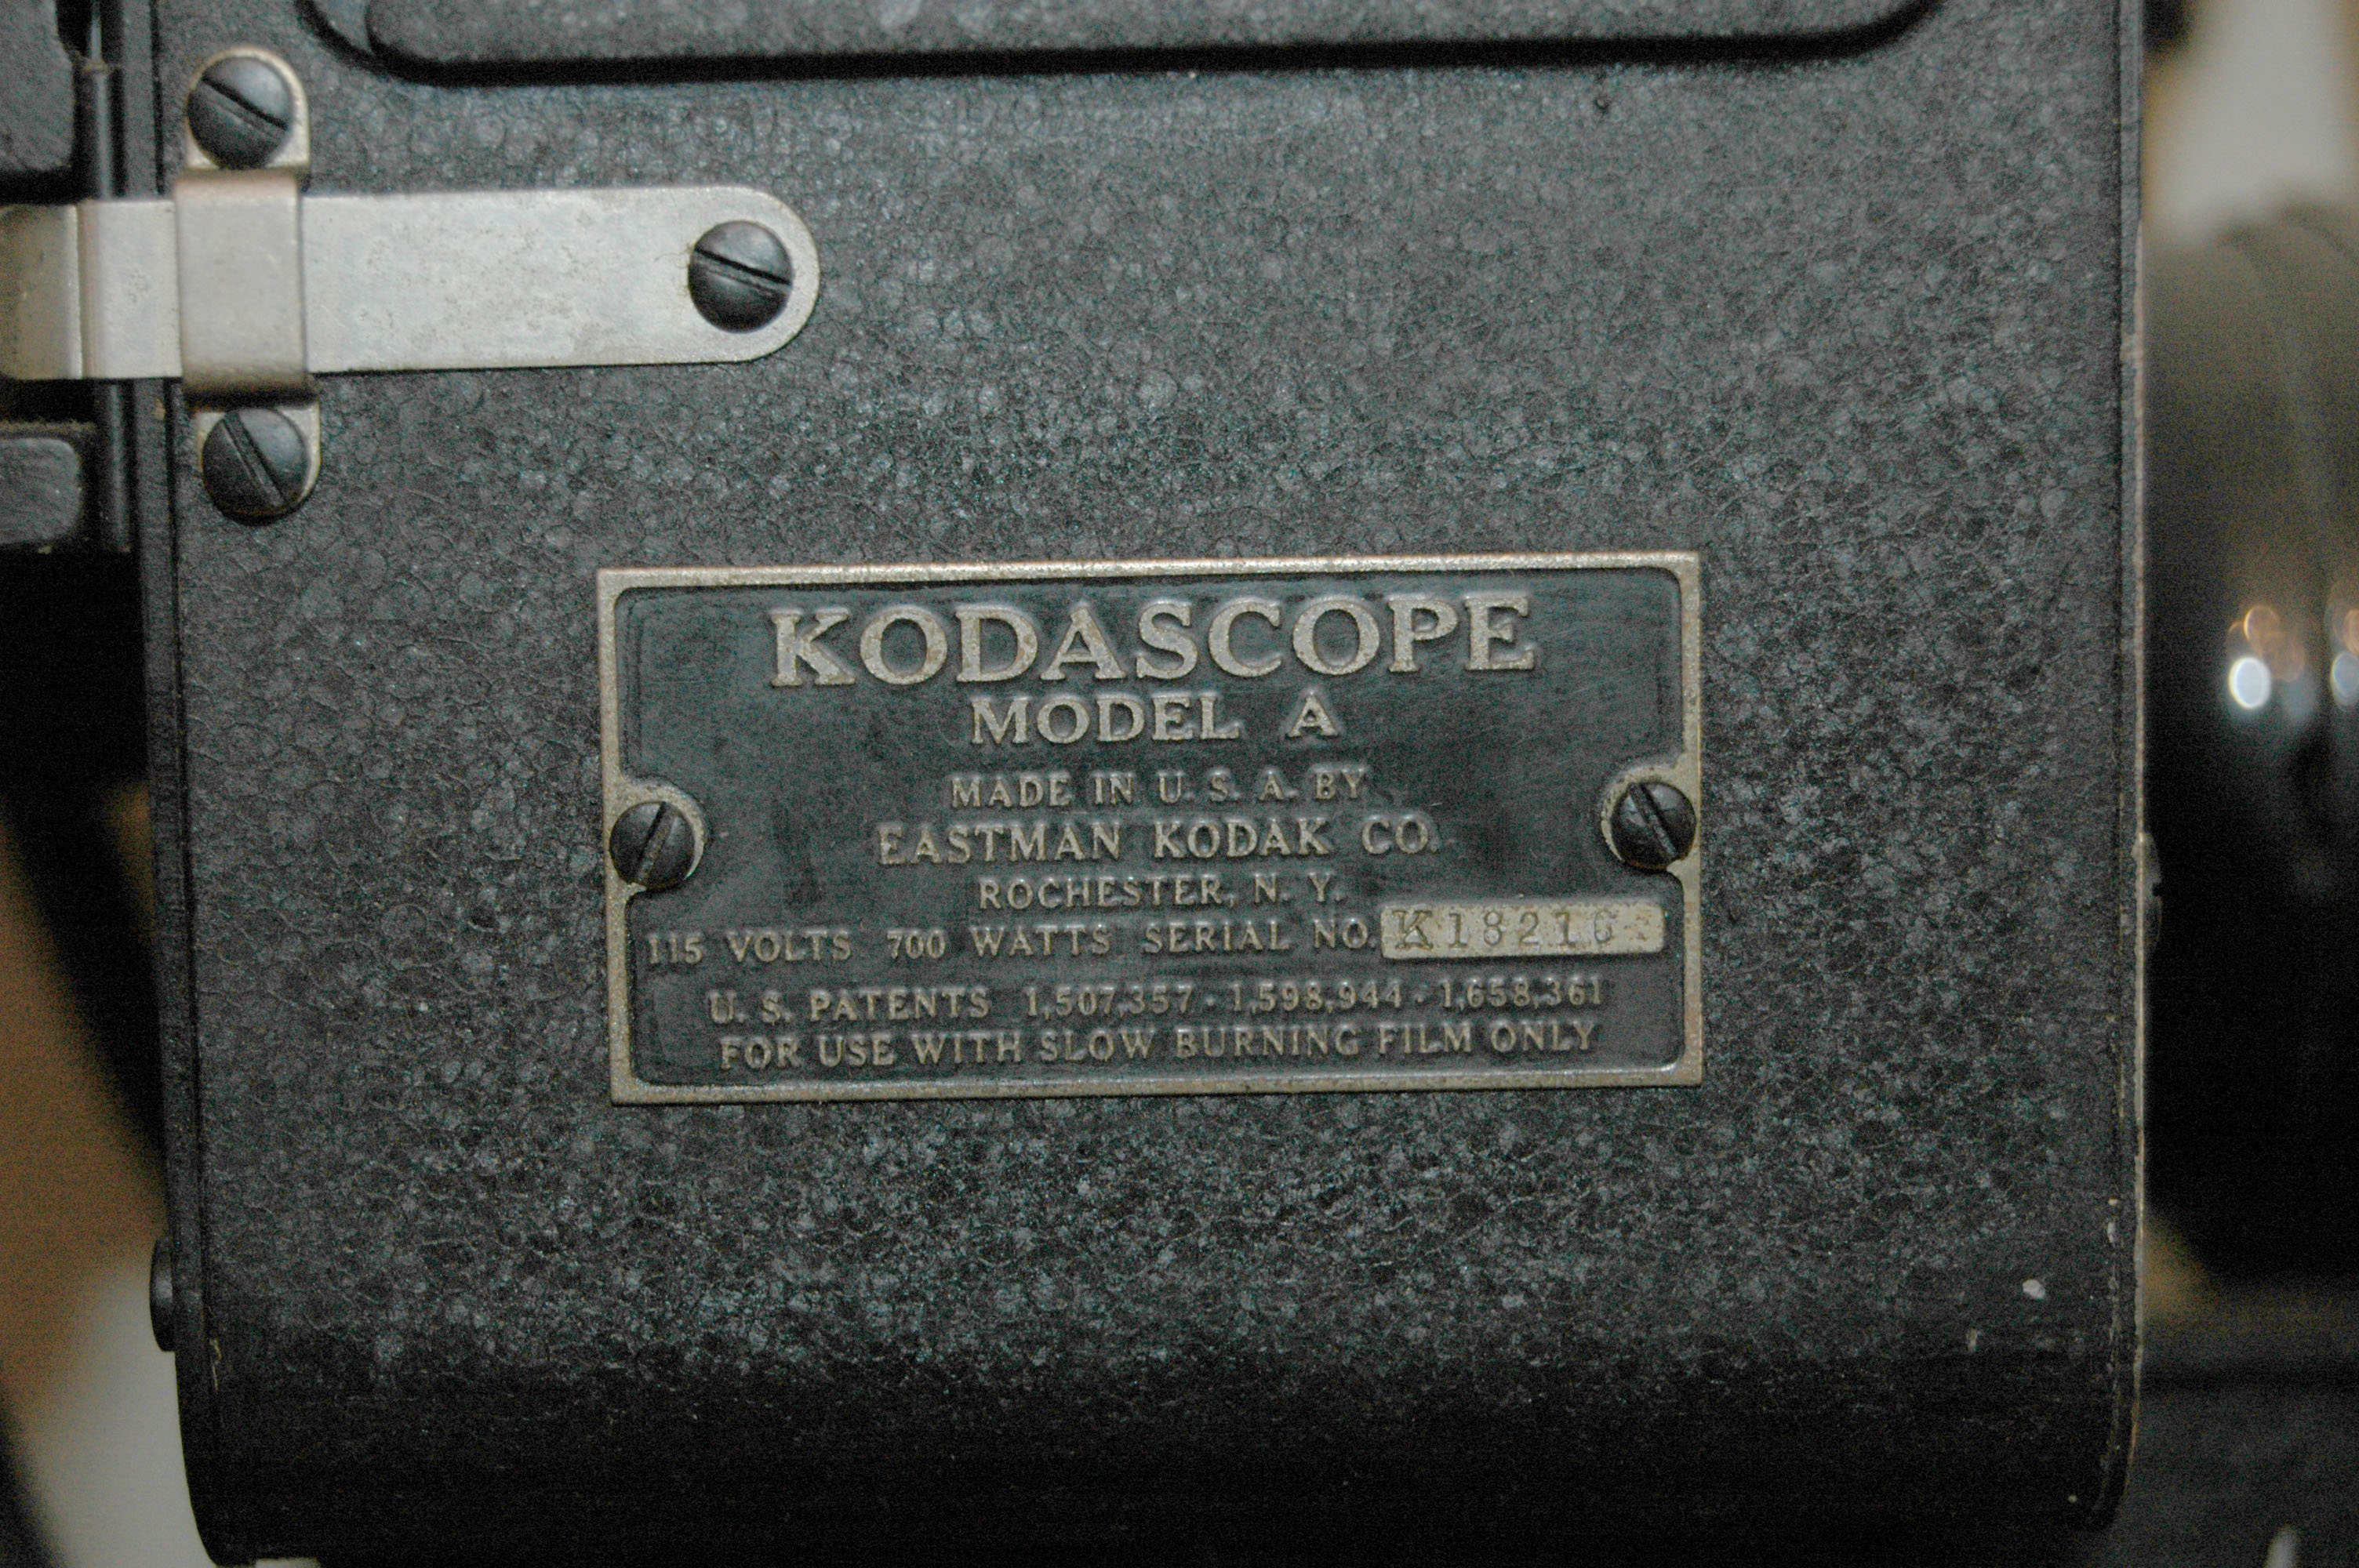 KODASCOPE
MODEL A
MADE IN U. S. A. BY
EASTMAN KODAK CO.
ROCHESTER, N. Y.
115 VOLTS 700 WATTS SERIAL NO. K18216
U. S. PATENTS 1,507,357 - 1,598,944 - 1,658,361
FOR USE WITH SLOW BURNING FILM ONLY